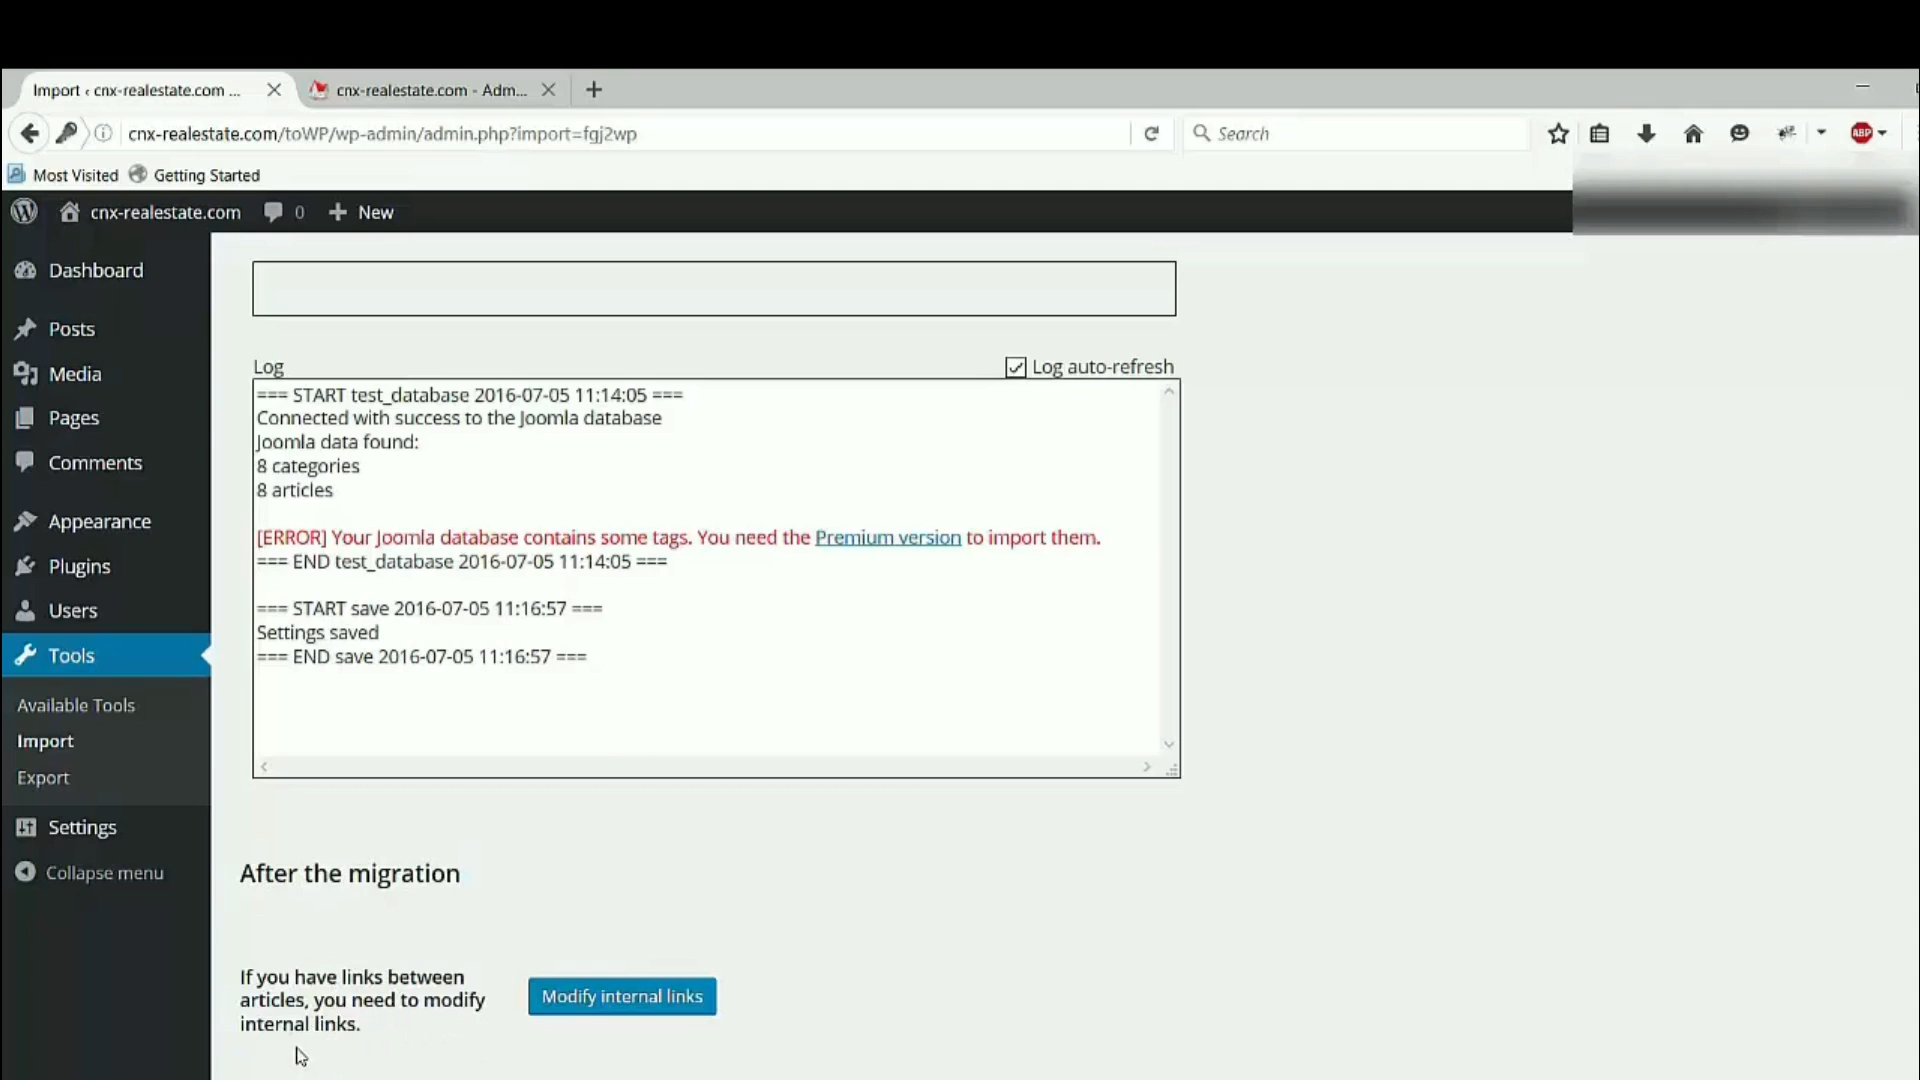 Import ‹ cnx-realestate.com ...
cnx-realestate.com - Adm...
cnx-realestate.com/toWP/wp-admin/admin.php?import=fgj2wp
Search
ABP
Most Visited
Getting Started
cnx-realestate.com
0
New
Dashboard
Posts
Media
Pages
Comments
Appearance
Plugins
Users
Tools
Available Tools
Import
Export
Settings
Collapse menu
Log
Log auto-refresh
=== START test_database 2016-07-05 11:14:05 ===
Connected with success to the Joomla database
Joomla data found:
8 categories
8 articles
[ERROR] Your Joomla database contains some tags. You need the Premium version to import them.
=== END test_database 2016-07-05 11:14:05 ===
=== START save 2016-07-05 11:16:57 ===
Settings saved
=== END save 2016-07-05 11:16:57 ===
After the migration
If you have links between
articles, you need to modify
internal links.
Modify internal links